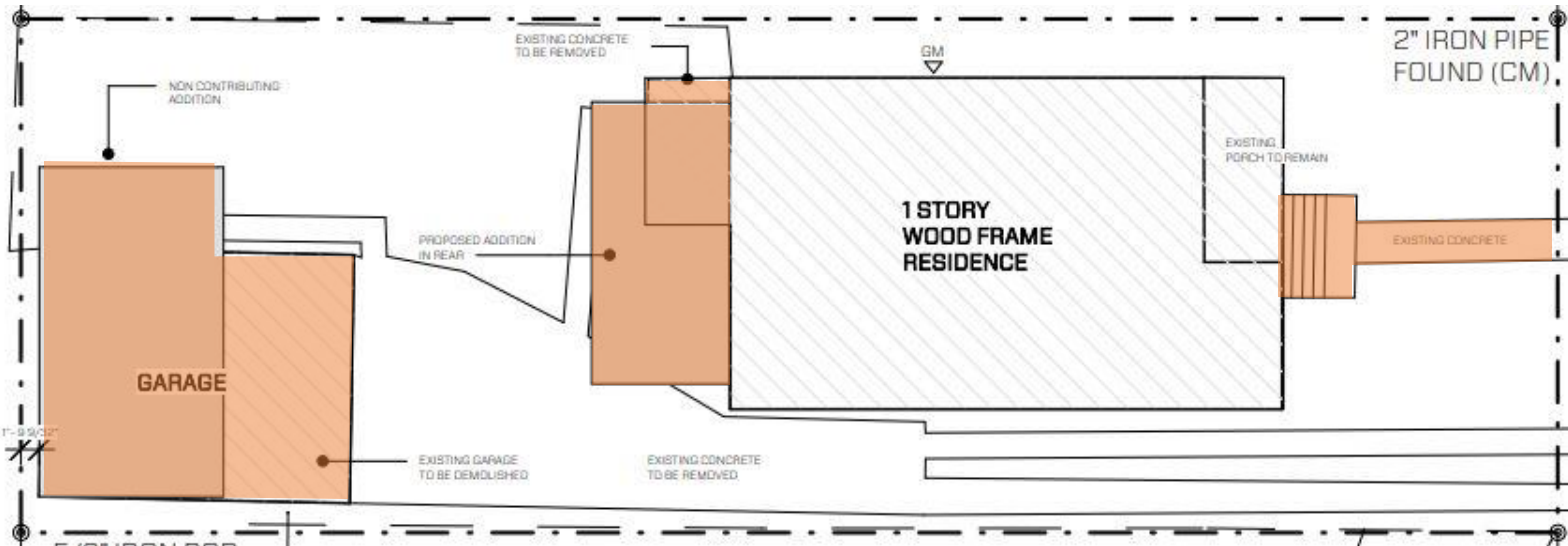 2" IRON PIPE
FOUND (CM)
EXISTING CONCRETE
TO BE REMOVED
GM
NON CONTRIBUTING
ADDITION
EXISTING
PORCH TO REMAIN
1 STORY
WOOD FRAME
RESIDENCE
PROPOSED ADDITION
IN REAR
EXISTING CONCRETE
GARAGE
EXISTING GARAGE
TO BE DEMOLISHED
EXISTING CONCRETE
TO BE REMOVED